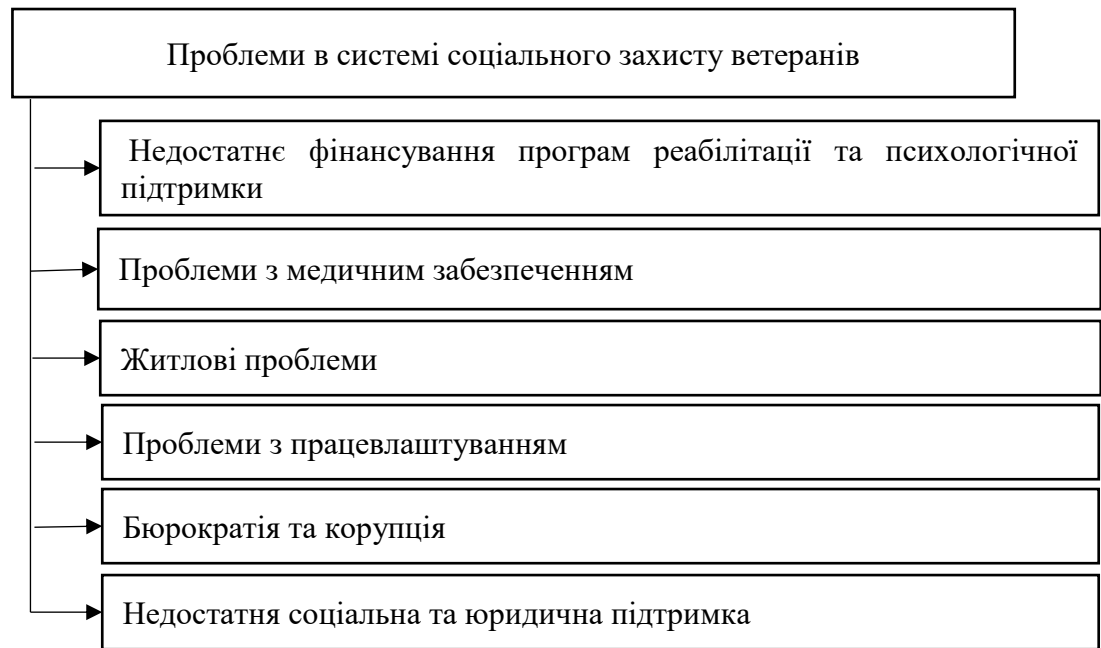 Проблеми в системі соціального захисту ветеранів
Недостатнє фінансування програм реабілітації та психологічної
підтримки
Проблеми з медичним забезпеченням
Житлові проблеми
Проблеми з працевлаштуванням
Бюрократія та корупція
Недостатня соціальна та юридична підтримка